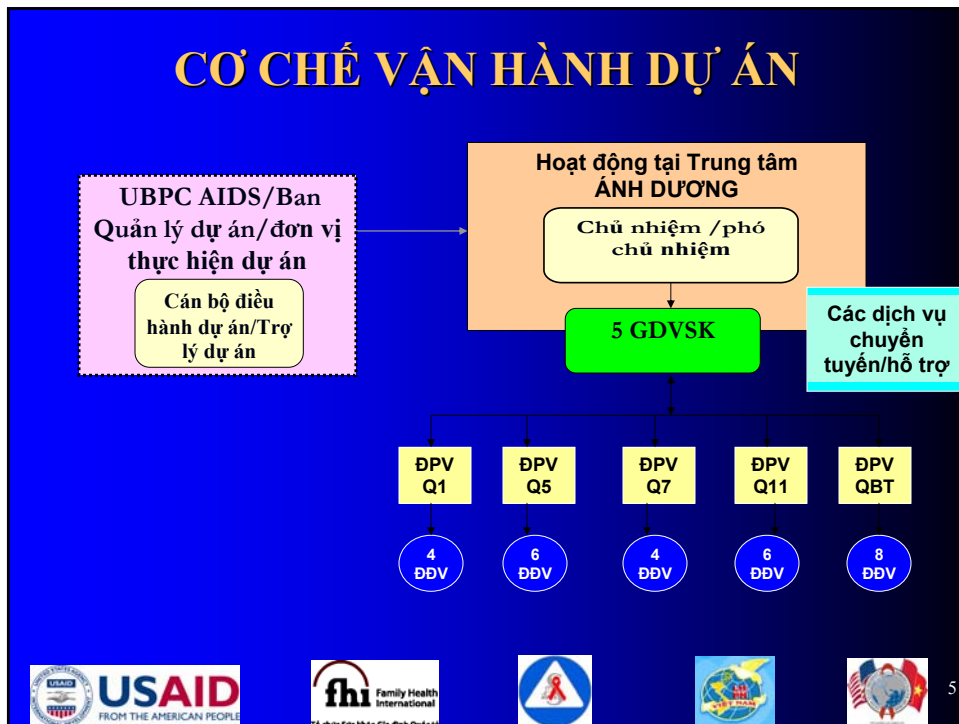 CƠ CHẾ VẬN HÀNH DỰ ÁN
UBPC AIDS/Ban
Quản lý dự án/đơn vị
thực hiện dự án
Cán bộ điều
hành dự án/Trợ
lý dự án
Hoạt động tại Trung tâm
ÁNH DƯƠNG
Chủ nhiệm /phó
chủ nhiệm
5 GDVSK
Các dịch vụ
chuyển
tuyến/hỗ trợ
ĐPV
Q1
ĐPV
Q5
ĐPV
Q7
ĐPV
Q11
ĐPV
QBT
4
ĐĐV
6
ĐĐV
4
ĐĐV
6
ĐĐV
8
ĐĐV
USAID
USAID
FROM THE AMERICAN PEOPLE
fhi
Family Health
International
VIỆT NAM
5